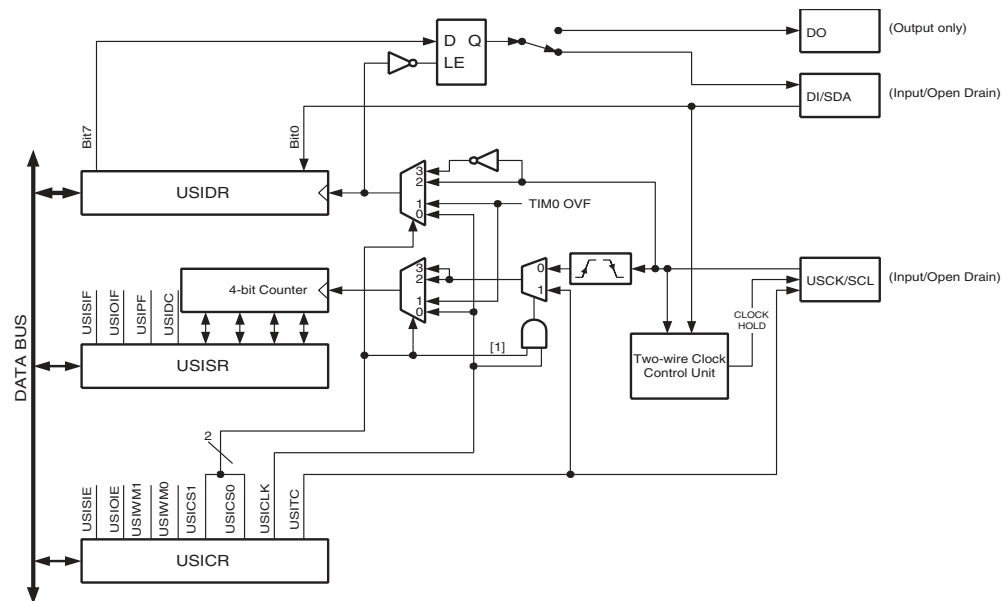 DO
(Output only)
D Q
LE
DI/SDA
(Input/Open Drain)
Bit7
Bit0
USIDR
3
2
1
0
TIM0 OVF
4-bit Counter
3
2
1
0
0
1
USCK/SCL
(Input/Open Drain)
CLOCK
HOLD
USISIF
USIOIF
USIPF
USIDC
USISR
[1]
Two-wire Clock
Control Unit
DATA BUS
2
USISIE
USIOIE
USIWM1
USIWM0
USICS1
USICS0
USICLK
USITC
USICR